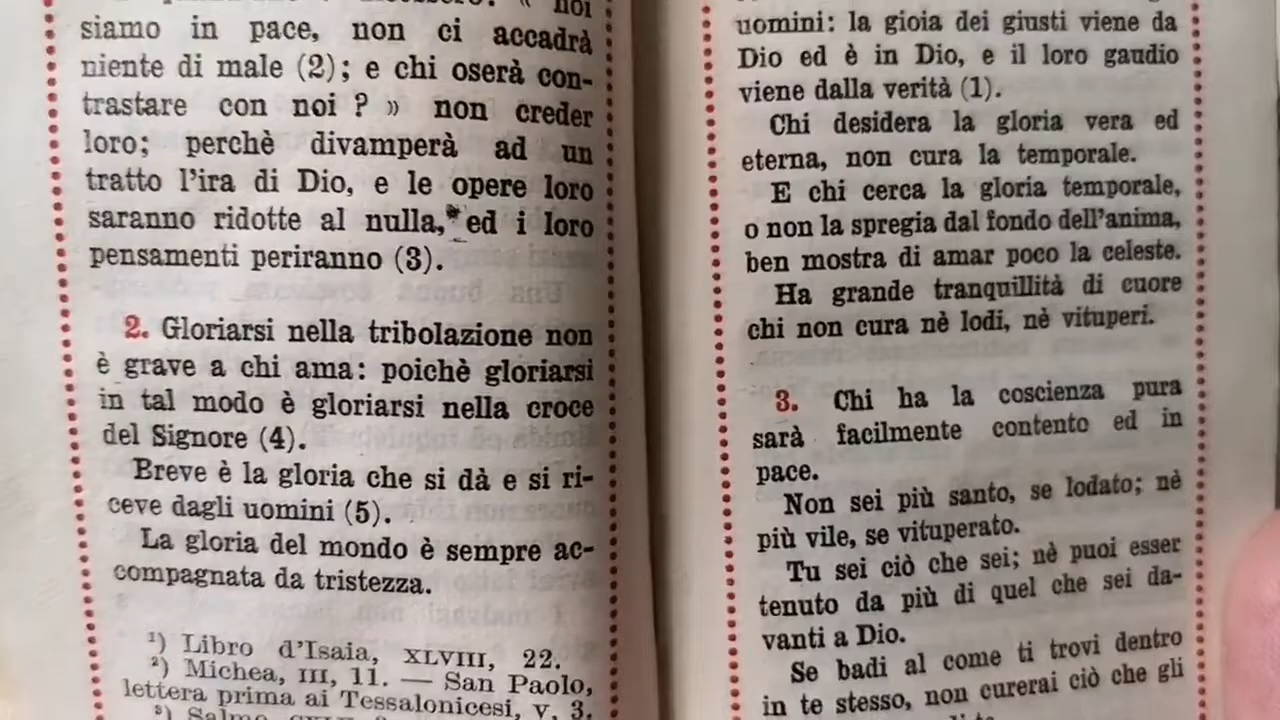 noi
siamo in pace, non ci accadrà
niente di male (2); e chi oserà con-
trastare con noi ? » non creder
loro; perchè divamperà ad un
tratto l'ira di Dio, e le opere loro
saranno ridotte al nulla, ed i loro
pensamenti periranno (3).
2. Gloriarsi nella tribolazione non
è grave a chi ama: poichè gloriarsi
in tal modo è gloriarsi nella croce
del Signore (4).
Breve è la gloria che si dà e si ri-
ceve dagli uomini (5).
La gloria del mondo è sempre ac-
compagnata da tristezza.
¹) Libro d'Isaia, XLVIII, 22.
²) Michea, III, 11. — San Paolo,
lettera prima ai Tessalonicesi, v, 3.
³) Salmo
uomini: la gioia dei giusti viene da
Dio ed è in Dio, e il loro gaudio
viene dalla verità (1).
Chi desidera la gloria vera ed
eterna, non cura la temporale.
E chi cerca la gloria temporale,
o non la spregia dal fondo dell'anima,
ben mostra di amar poco la celeste.
Ha grande tranquillità di cuore
chi non cura nè lodi, nè vituperi.
3. Chi ha la coscienza pura
sarà facilmente contento ed in
pace.
Non sei più santo, se lodato; nè
più vile, se vituperato.
Tu sei ciò che sei; nè puoi esser
tenuto da più di quel che sei da-
vanti a Dio.
Se badi al come ti trovi dentro
in te stesso, non curerai ciò che gli